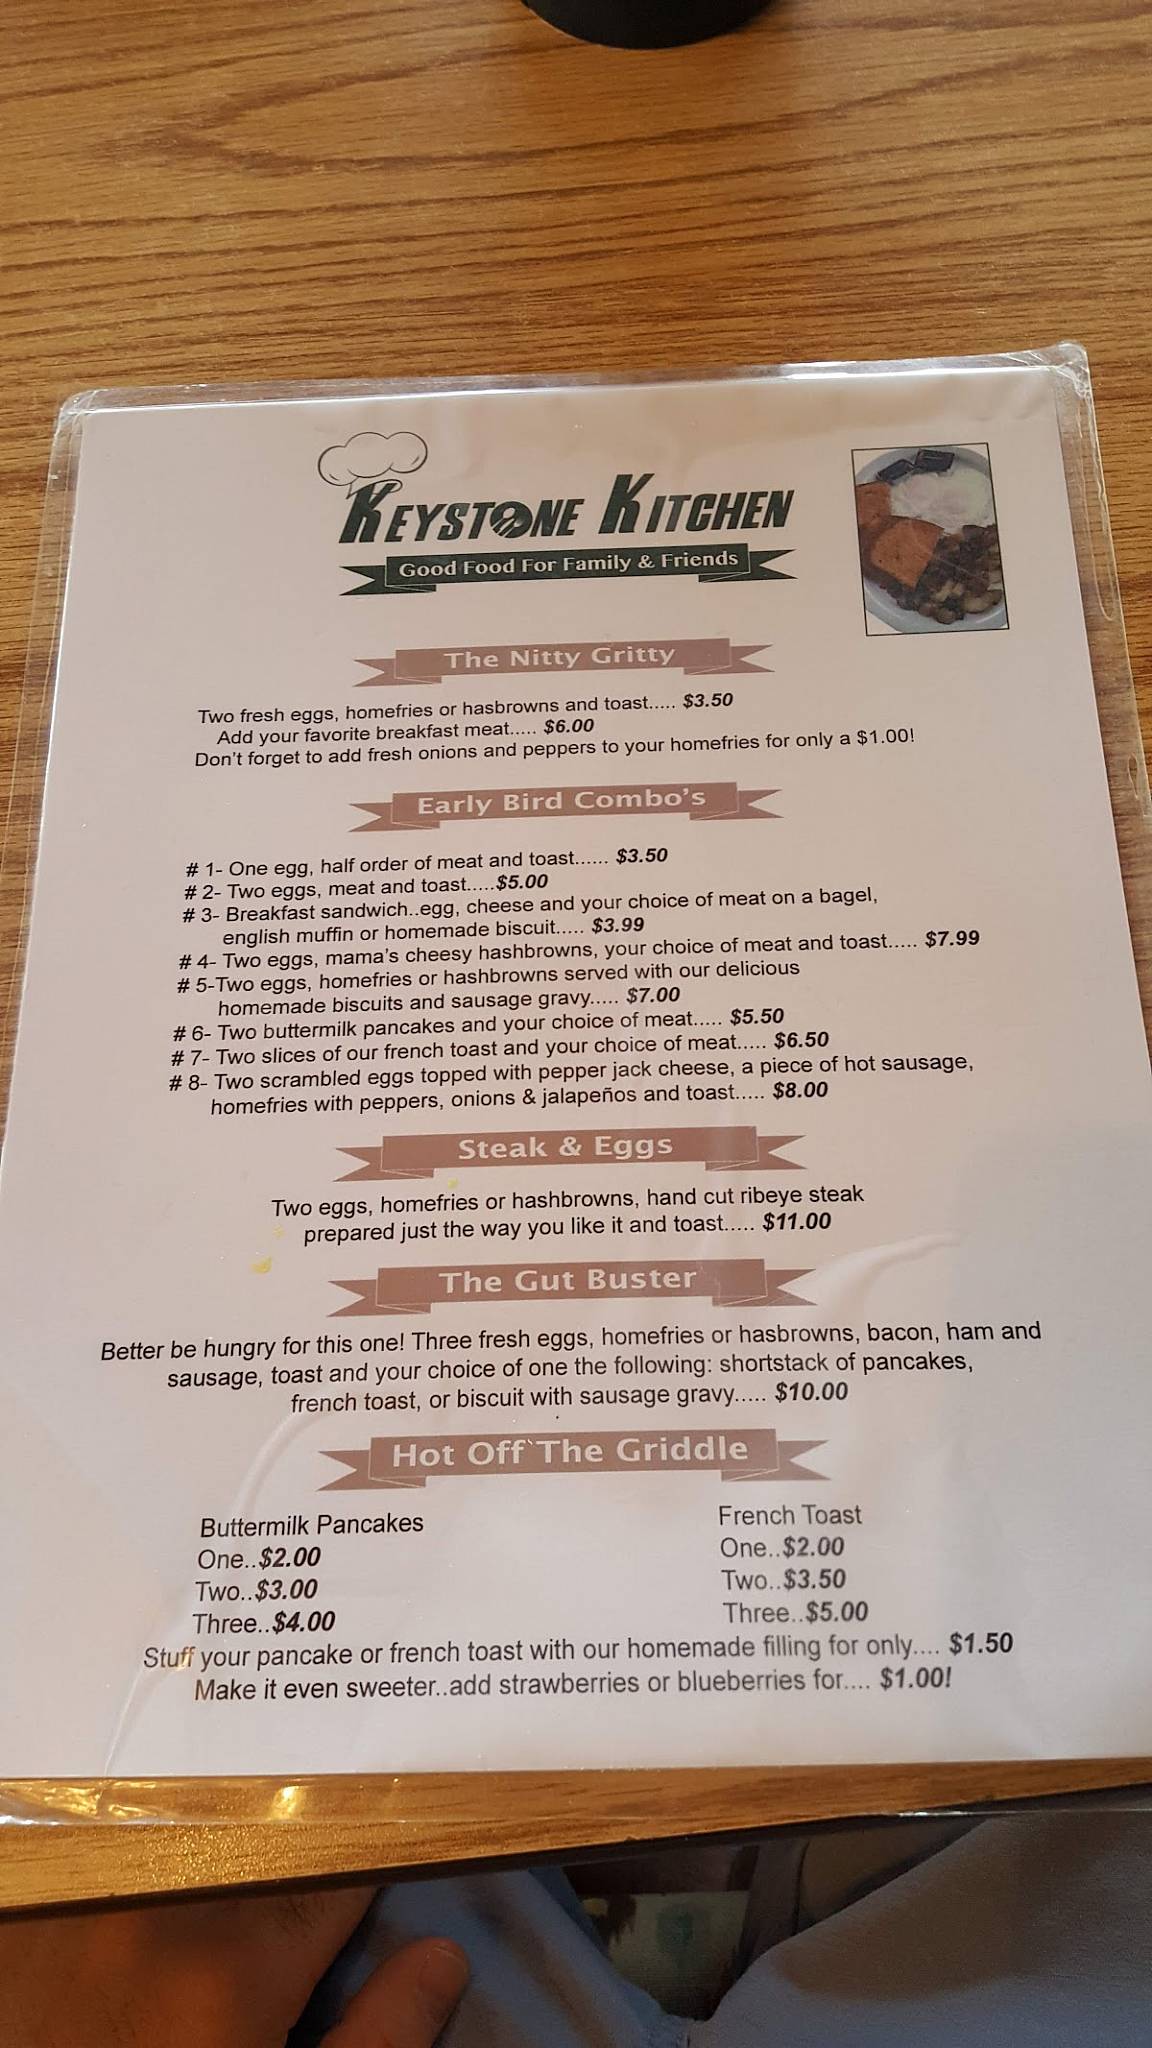 KEYSTONE KITCHEN
Good Food For Family & Friends
The Nitty Gritty
Two fresh eggs, homefries or hasbrowns and toast..... $3.50
Add your favorite breakfast meat..... $6.00
Don't forget to add fresh onions and peppers to your homefries for only a $1.00!
Early Bird Combo's
# 1- One egg, half order of meat and toast...... $3.50
# 2- Two eggs, meat and toast.....$5.00
# 3- Breakfast sandwich..egg, cheese and your choice of meat on a bagel,
english muffin or homemade biscuit..... $3.99
# 4- Two eggs, mama's cheesy hashbrowns, your choice of meat and toast..... $7.99
# 5-Two eggs, homefries or hashbrowns served with our delicious
homemade biscuits and sausage gravy..... $7.00
# 6- Two buttermilk pancakes and your choice of meat..... $5.50
# 7- Two slices of our french toast and your choice of meat..... $6.50
# 8- Two scrambled eggs topped with pepper jack cheese, a piece of hot sausage,
homefries with peppers, onions & jalapeños and toast..... $8.00
Steak & Eggs
Two eggs, homefries or hashbrowns, hand cut ribeye steak
prepared just the way you like it and toast..... $11.00
The Gut Buster
Better be hungry for this one! Three fresh eggs, homefries or hasbrowns, bacon, ham and
sausage, toast and your choice of one the following: shortstack of pancakes,
french toast, or biscuit with sausage gravy..... $10.00
Hot Off The Griddle
Buttermilk Pancakes
One..$2.00
Two..$3.00
Three..$4.00
French Toast
One..$2.00
Two..$3.50
Three..$5.00
Stuff your pancake or french toast with our homemade filling for only.... $1.50
Make it even sweeter..add strawberries or blueberries for.... $1.00!